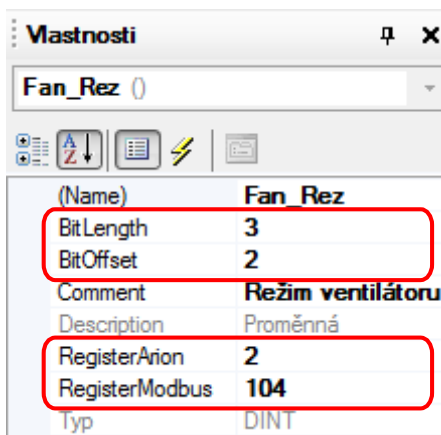 Vlastnosti
Fan_Rez ()
(Name) Fan_Rez
BitLength 3
BitOffset 2
Comment Režim ventilátoru
Description Proměnná
RegisterArion 2
RegisterModbus 104
Typ DINT